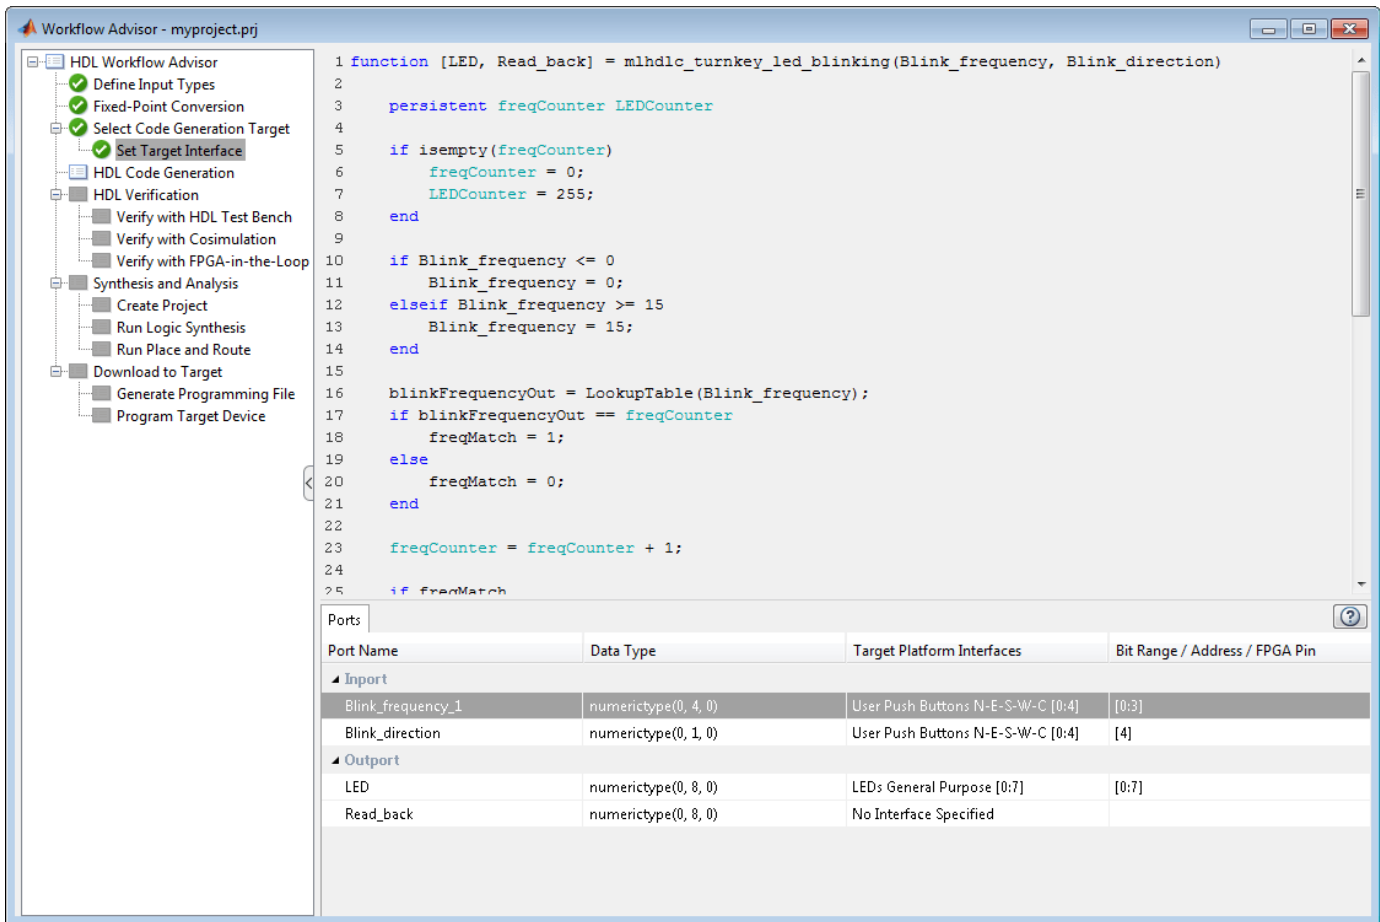 Workflow Advisor - myproject.prj
HDL Workflow Advisor
Define Input Types
Fixed-Point Conversion
Select Code Generation Target
Set Target Interface
HDL Code Generation
HDL Verification
Verify with HDL Test Bench
Verify with Cosimulation
Verify with FPGA-in-the-Loop
Synthesis and Analysis
Create Project
Run Logic Synthesis
Run Place and Route
Download to Target
Generate Programming File
Program Target Device
1 function [LED, Read_back] = mlhdlc_turnkey_led_blinking(Blink_frequency, Blink_direction)
2
3 persistent freqCounter LEDCounter
4
5 if isempty(freqCounter)
6 freqCounter = 0;
7 LEDCounter = 255;
8 end
9
10 if Blink_frequency <= 0
11 Blink_frequency = 0;
12 elseif Blink_frequency >= 15
13 Blink_frequency = 15;
14 end
15
16 blinkFrequencyOut = LookupTable(Blink_frequency);
17 if blinkFrequencyOut == freqCounter
18 freqMatch = 1;
19 else
20 freqMatch = 0;
21 end
22
23 freqCounter = freqCounter + 1;
24
25 if freqMatch
Ports
Port Name Data Type Target Platform Interfaces Bit Range / Address / FPGA Pin
Inport
Blink_frequency_1 numerictype(0, 4, 0) User Push Buttons N-E-S-W-C [0:4] [0:3]
Blink_direction numerictype(0, 1, 0) User Push Buttons N-E-S-W-C [0:4] [4]
Outport
LED numerictype(0, 8, 0) LEDs General Purpose [0:7] [0:7]
Read_back numerictype(0, 8, 0) No Interface Specified